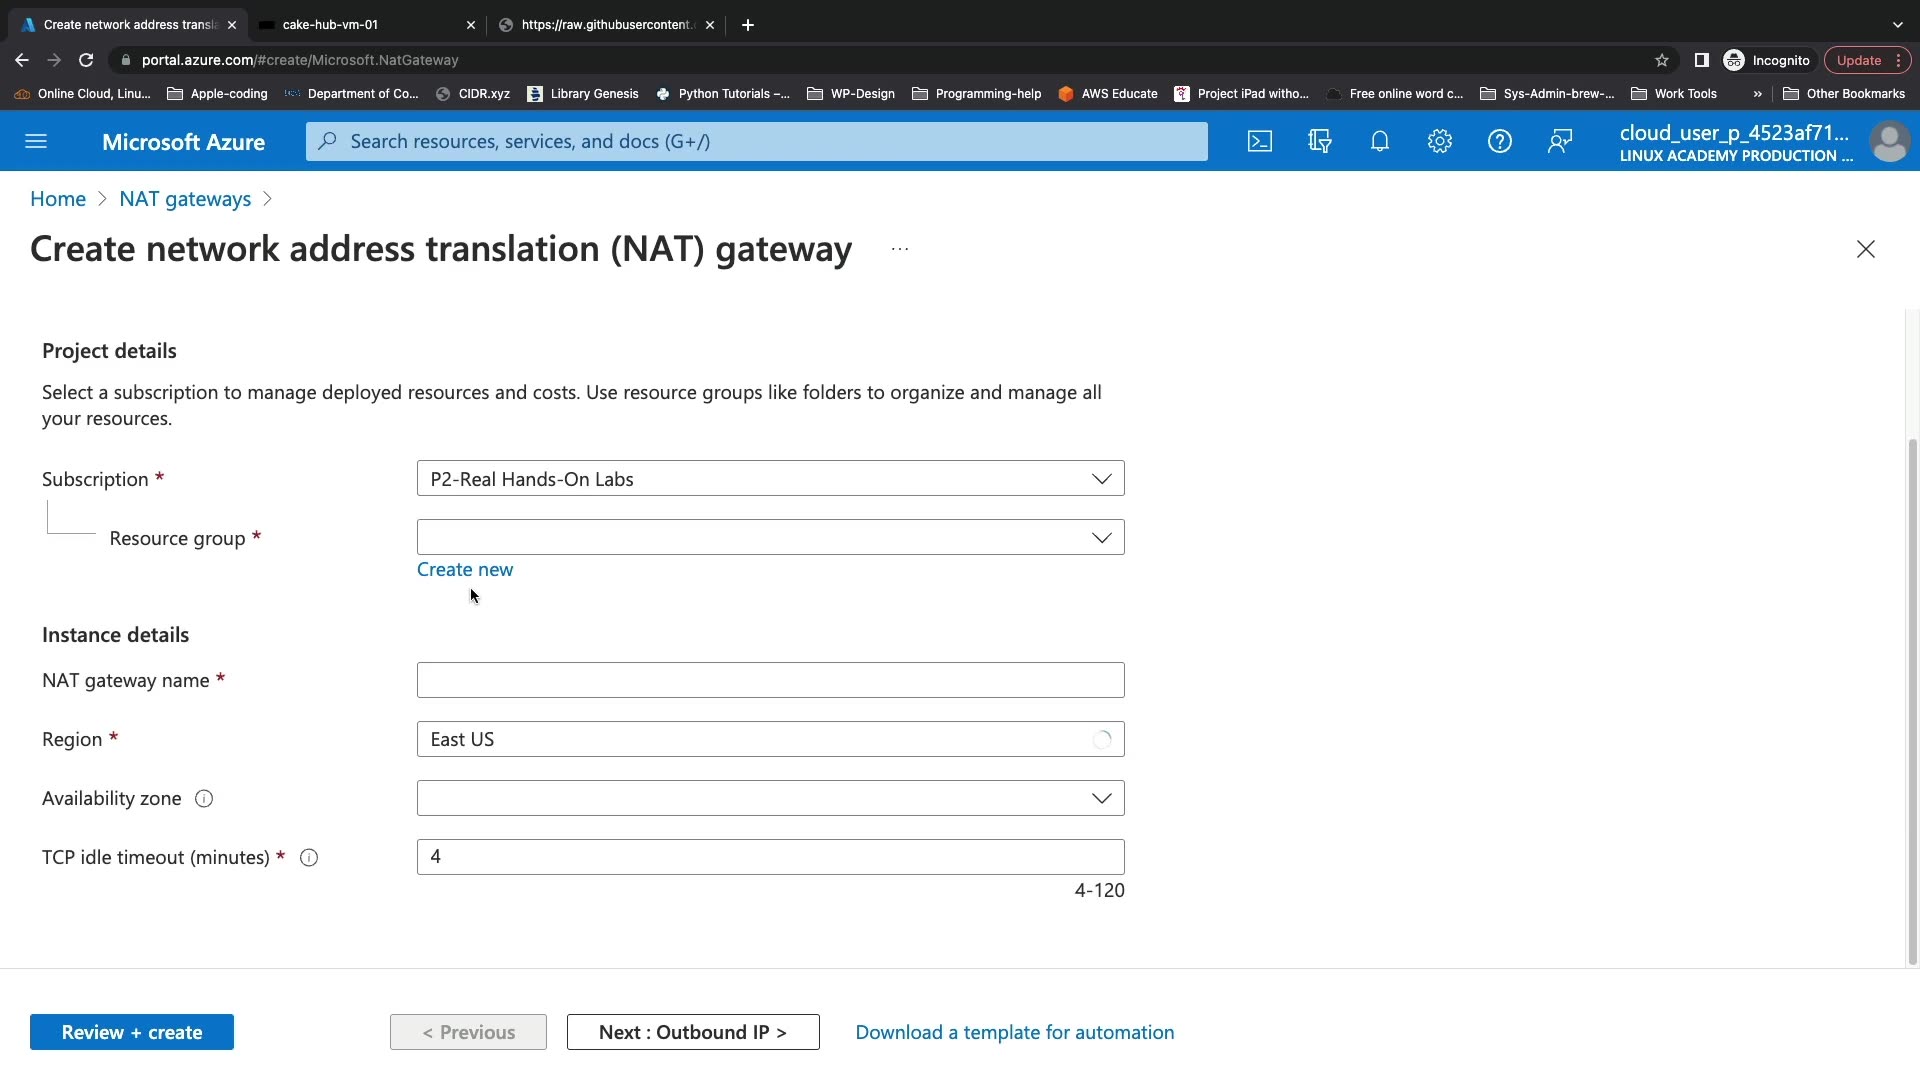 Create network address transla
cake-hub-vm-01
https://raw.githubusercontent.
portal.azure.com/#create/Microsoft.NatGateway
Incognito
Update
Online Cloud, Linu...
Apple-coding
Department of Co...
CIDR.xyz
Library Genesis
Python Tutorials –...
WP-Design
Programming-help
AWS Educate
Project iPad witho...
Free online word c...
Sys-Admin-brew-...
Work Tools
»
Other Bookmarks
Microsoft Azure
Search resources, services, and docs (G+/)
cloud_user_p_4523af71...
LINUX ACADEMY PRODUCTION ...
Home > NAT gateways >
Create network address translation (NAT) gateway ...
Project details
Select a subscription to manage deployed resources and costs. Use resource groups like folders to organize and manage all
your resources.
Subscription *
P2-Real Hands-On Labs
Resource group *
Create new
Instance details
NAT gateway name *
Region *
East US
Availability zone
TCP idle timeout (minutes) *
4
4-120
Review + create
< Previous
Next : Outbound IP >
Download a template for automation